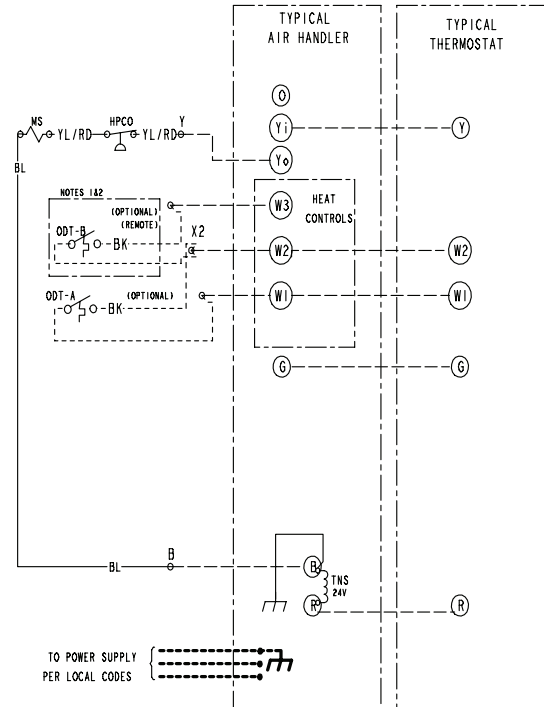 TYPICAL
AIR HANDLER
TYPICAL
THERMOSTAT
O
MS
YL/RD
HPCO
YL/RD
Y
Yi
Y
Yo
BL
NOTES 1&2
(OPTIONAL)
(REMOTE)
W3
HEAT
CONTROLS
ODT-B
BK
X2
W2
W2
ODT-A
BK
(OPTIONAL)
W1
W1
G
G
BL
B
B
TNS
24V
R
R
TO POWER SUPPLY
PER LOCAL CODES